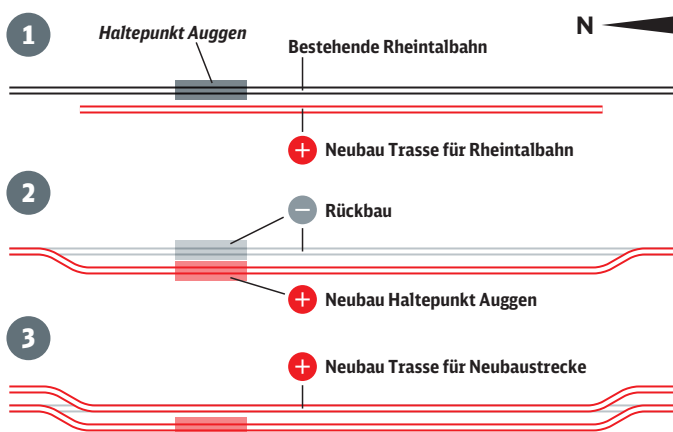 1
Haltepunkt Auggen
Bestehende Rheintalbahn
N
Neubau Trasse für Rheintalbahn
2
Rückbau
Neubau Haltepunkt Auggen
3
Neubau Trasse für Neubaustrecke